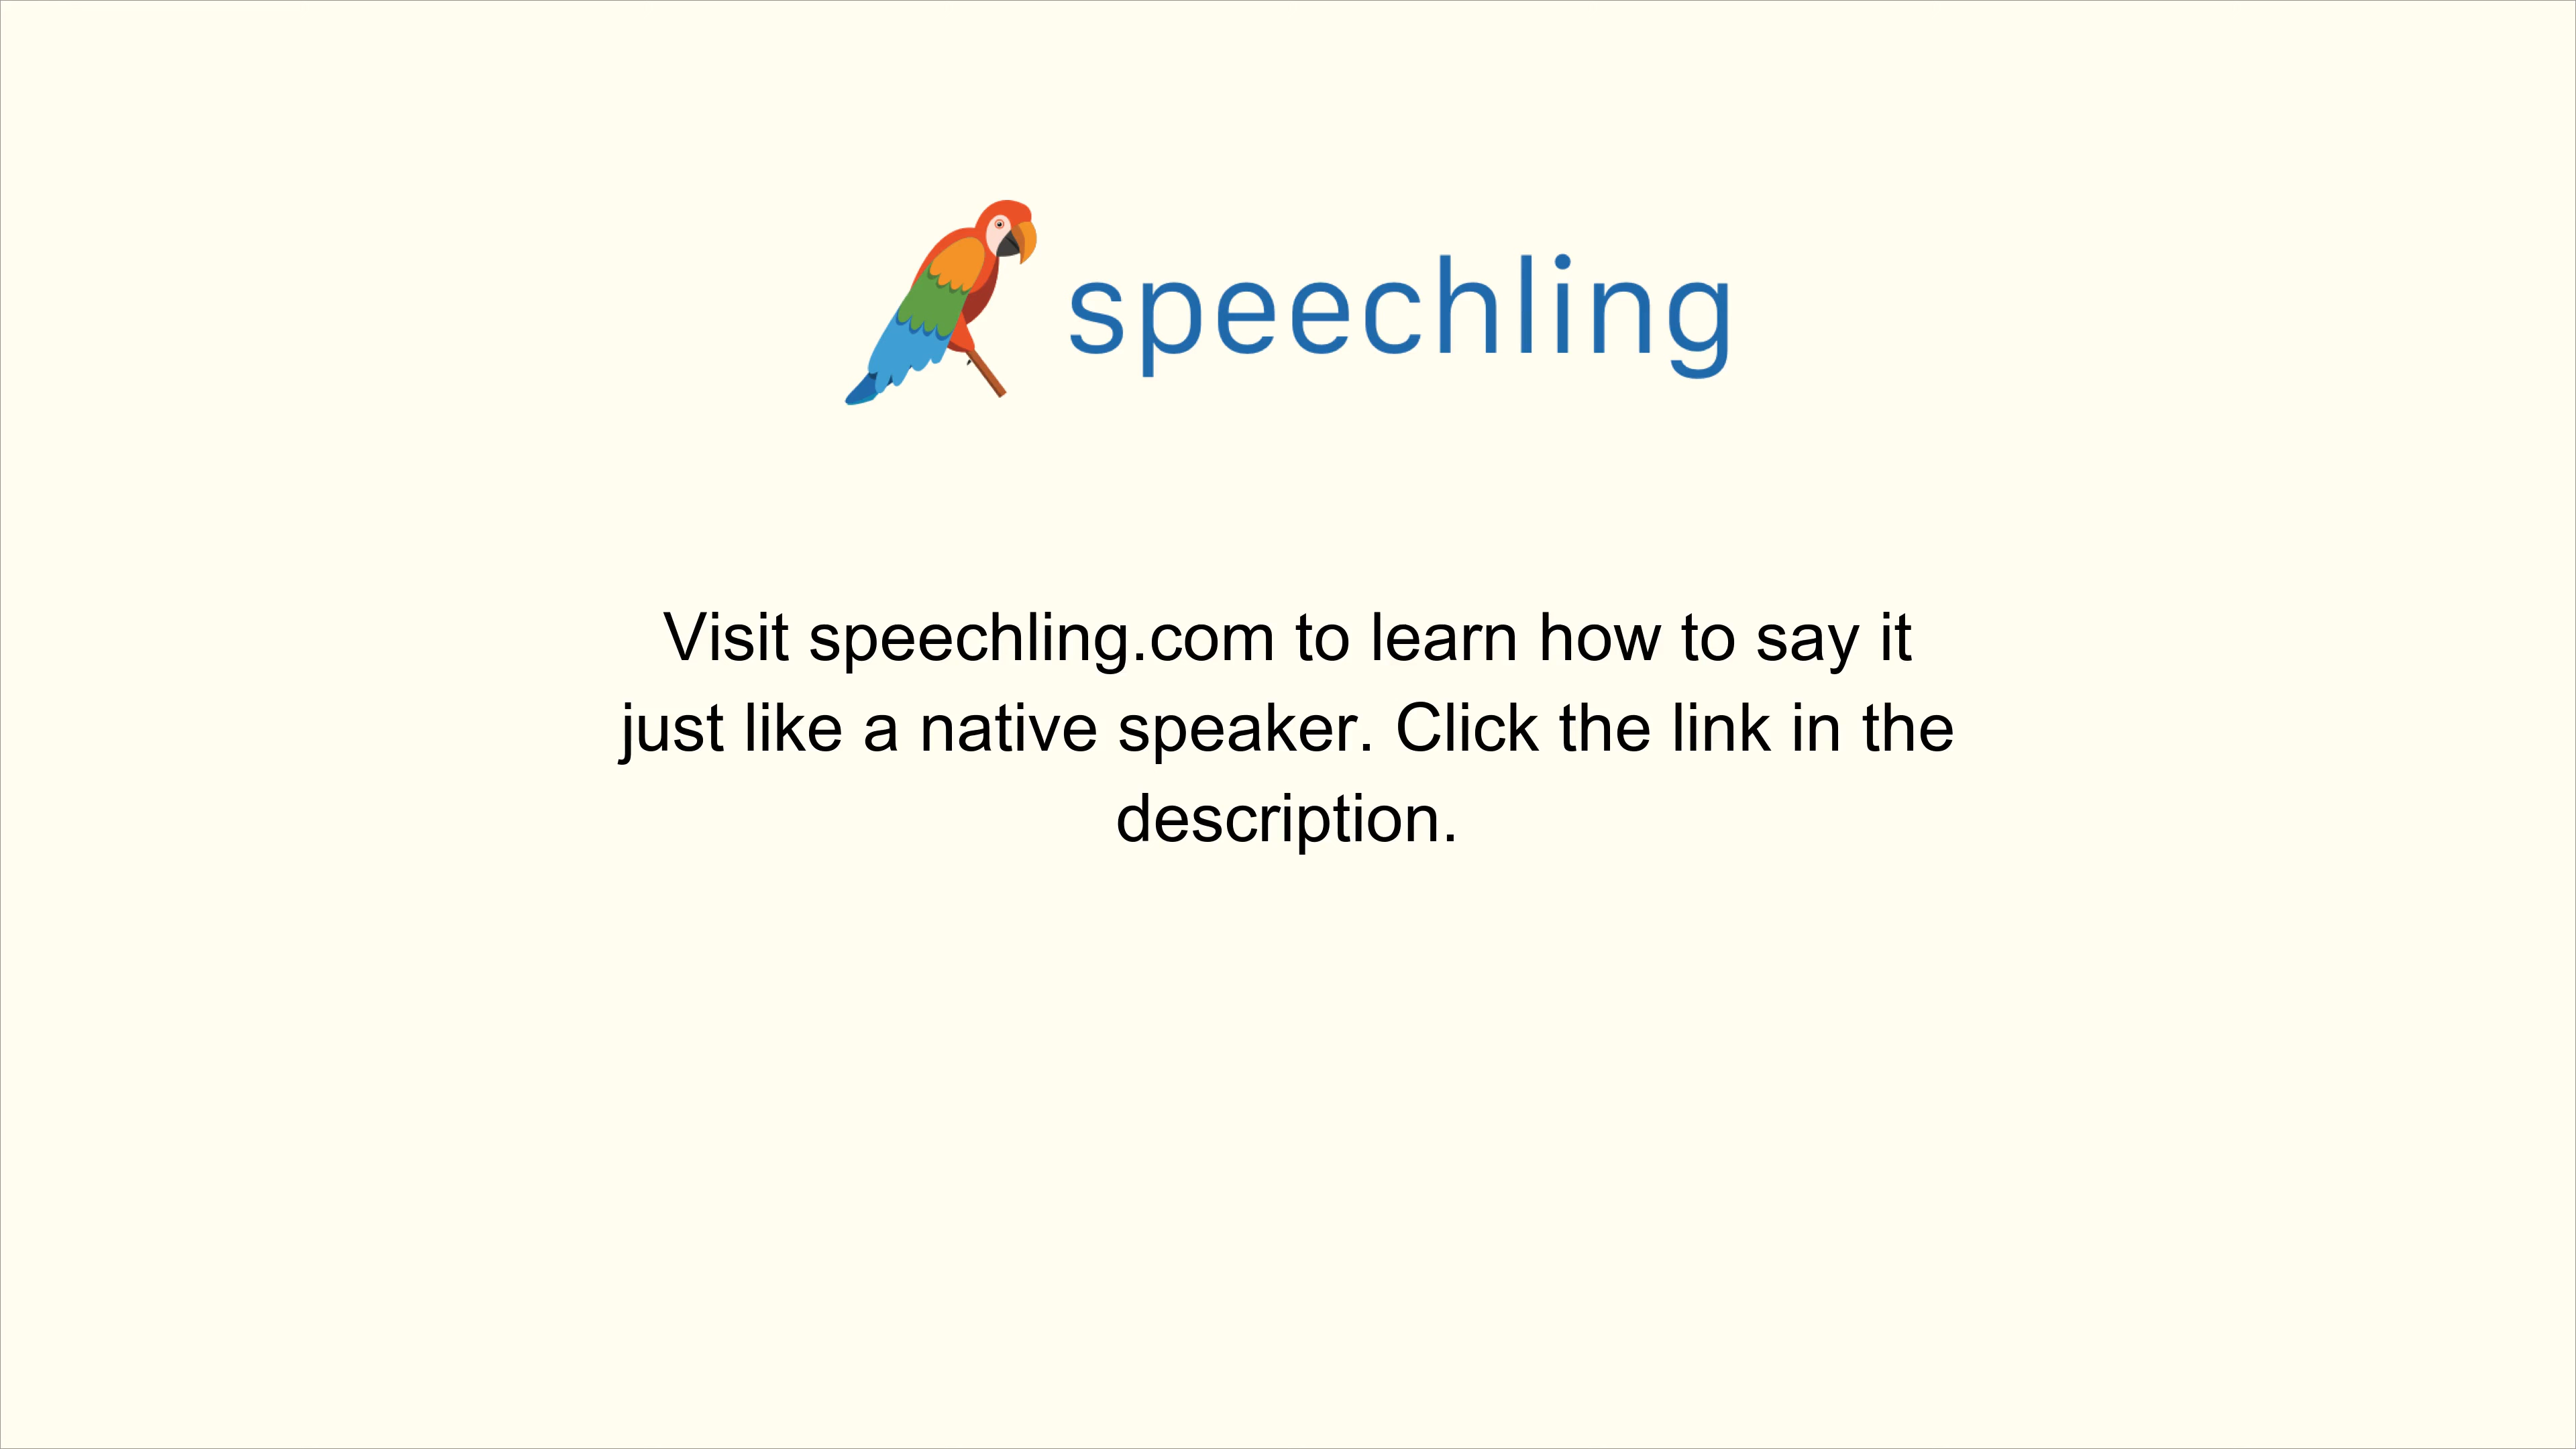 speechling
Visit speechling.com to learn how to say it
just like a native speaker. Click the link in the
description.